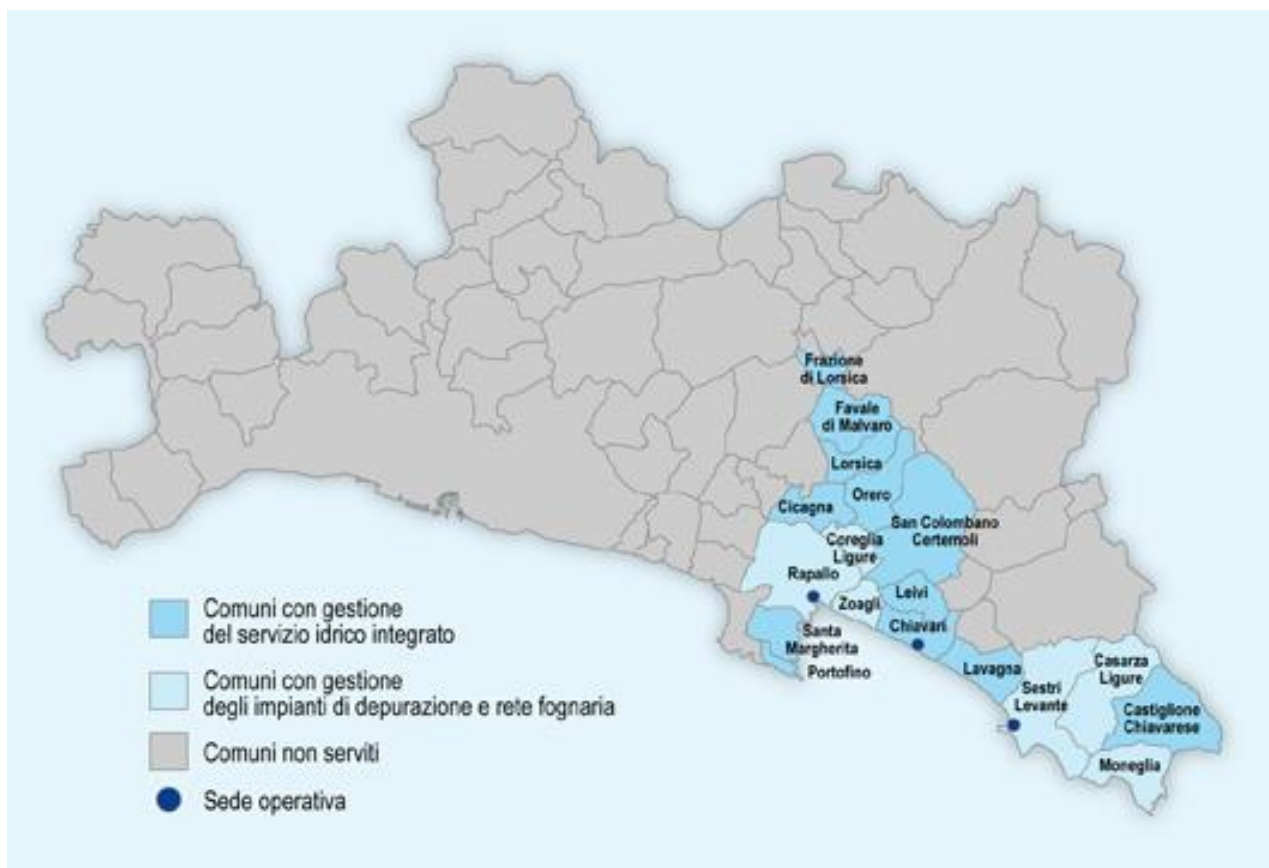 Frazione
di Lorsica
Favale
di Malvaro
Lorsica
Orero
Cicagna
San Colombano
Certemoli
Coreglia
Ligure
Rapallo
Leivi
Zoagli
Chiavari
Santa
Margherita
Portofino
Lavagna
Casarza
Ligure
Sestri
Levante
Castiglione
Chiavarese
Moneglia
Comuni con gestione
del servizio idrico integrato
Comuni con gestione
degli impianti di depurazione e rete fognaria
Comuni non serviti
Sede operativa